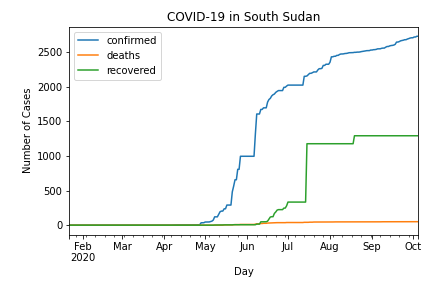 COVID-19 in South Sudan
confirmed
deaths
recovered
Number of Cases
2500
2000
1500
1000
500
0
Feb Mar Apr May Jun Jul Aug Sep Oct
2020
Day